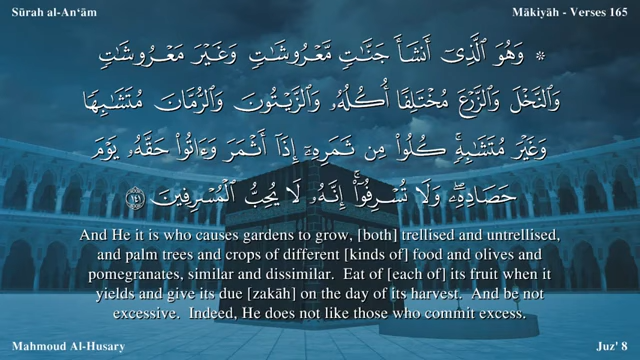 Sūrah al-An‘ām
Mākiyāh - Verses 165
۞ وَهُوَ ٱلَّذِىٓ أَنشَأَ جَنَّـٰتٍ مَّعْرُوشَـٰتٍ وَغَيْرَ مَعْرُوشَـٰتٍ
وَٱلنَّخْلَ وَٱلزَّرْعَ مُخْتَلِفًا أُكُلُهُۥ وَٱلزَّيْتُونَ وَٱلرُّمَّانَ مُتَشَـٰبِهًا
وَغَيْرَ مُتَشَـٰبِهٍ ۚ كُلُوا۟ مِن ثَمَرِهِۦٓ إِذَآ أَثْمَرَ وَءَاتُوا۟ حَقَّهُۥ يَوْمَ
حَصَادِهِۦ ۖ وَلَا تُسْرِفُوٓا۟ ۚ إِنَّهُۥ لَا يُحِبُّ ٱلْمُسْرِفِينَ ١٤١
And He it is who causes gardens to grow, [both] trellised and untrellised,
and palm trees and crops of different [kinds of] food and olives and
pomegranates, similar and dissimilar. Eat of [each of] its fruit when it
yields and give its due [zakāh] on the day of its harvest. And be not
excessive. Indeed, He does not like those who commit excess.
Mahmoud Al-Husary
Juz' 8